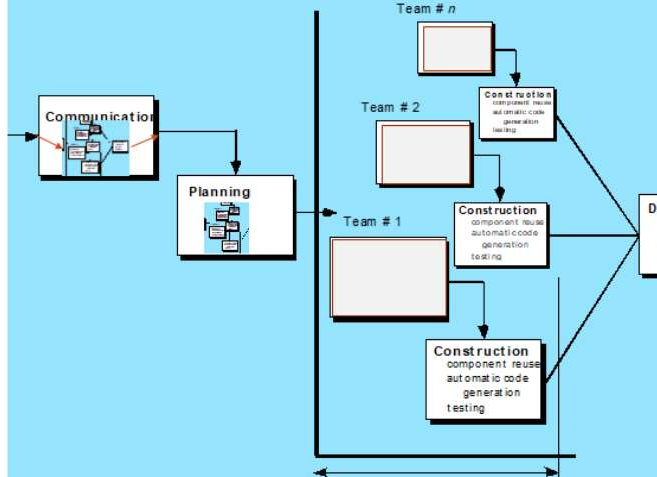 Team # n
Construction
component reuse
automatic code
generation
testing
Team # 2
Communication
Planning
Construction
component reuse
automatic code
generation
testing
Team # 1
D
Construction
component reuse
automatic code
generation
testing